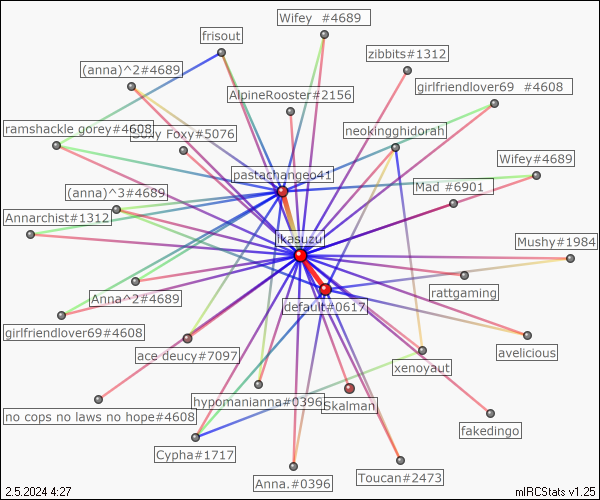 Wifey #4689
frisout
zibbits#1312
(anna)^2#4689
girlfriendlover69 #4608
AlpineRooster#2156
ramshackle gorey#4608
Foxy#5076
neokingghidorah
Wifey#4689
pastachangeo41
Mad #6901
(anna)^3#4689
Annarchist#1312
ikasuzu
Mushy#1984
rattgaming
Anna^2#4689
default#0617
girlfriendlover69#4608
avelicious
ace deucy#7097
xenoyaut
hypomanianna#0396
Skalman
no cops no laws no hope#4608
fakedingo
Cypha#1717
Toucan#2473
Anna.#0396
2.5.2024 4:27
mIRCStats v1.25